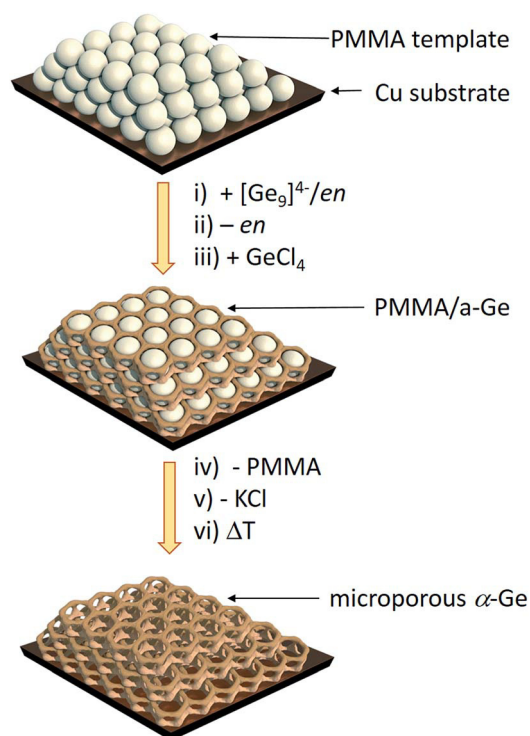 PMMA template
Cu substrate
i) + [Ge₉]⁴⁻/en
ii) – en
iii) + GeCl₄
PMMA/a-Ge
iv) - PMMA
v) - KCl
vi) ΔT
microporous α-Ge